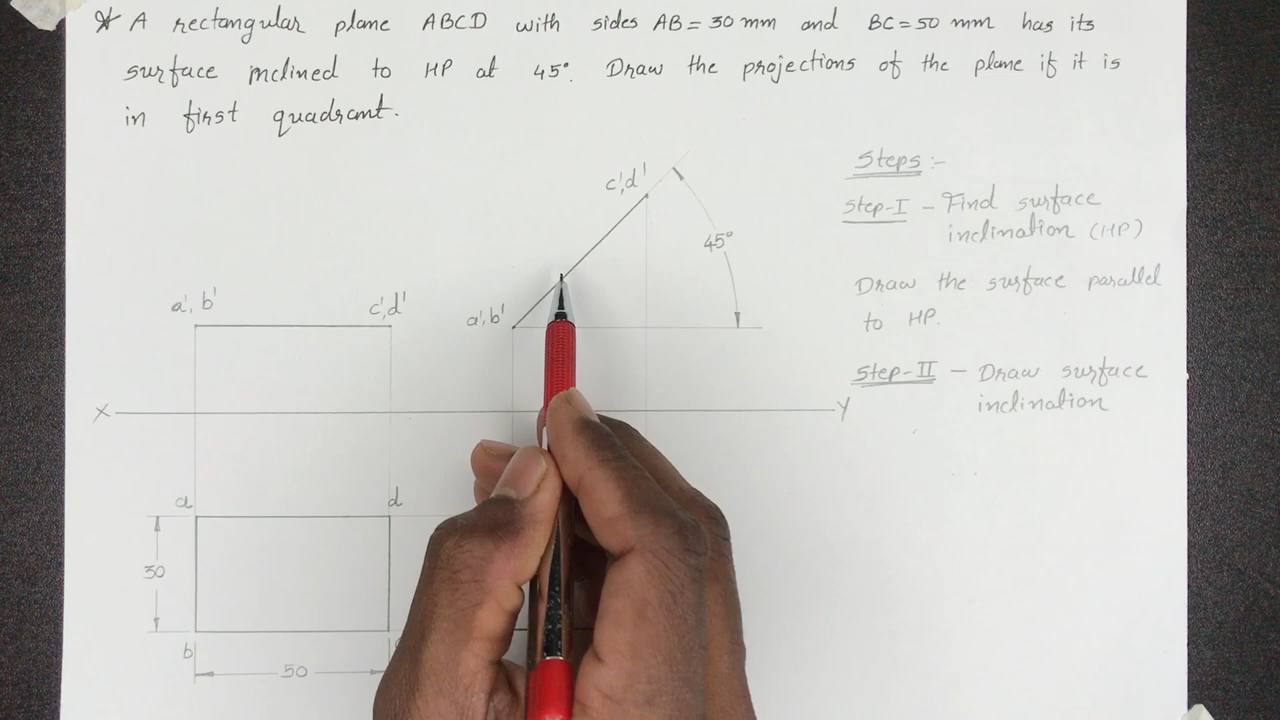 * A rectangular plane ABCD with sides AB = 30 mm and BC = 50 mm has its
surface inclined to HP at 45°. Draw the projections of the plane if it is
in first quadrant.
Steps :-
Step-I - Find surface
inclination (HP)
Draw the surface parallel
to HP.
Step-II - Draw surface
inclination
c',d'
45°
a',b'
a', b'
c',d'
X
Y
a
d
30
b
50